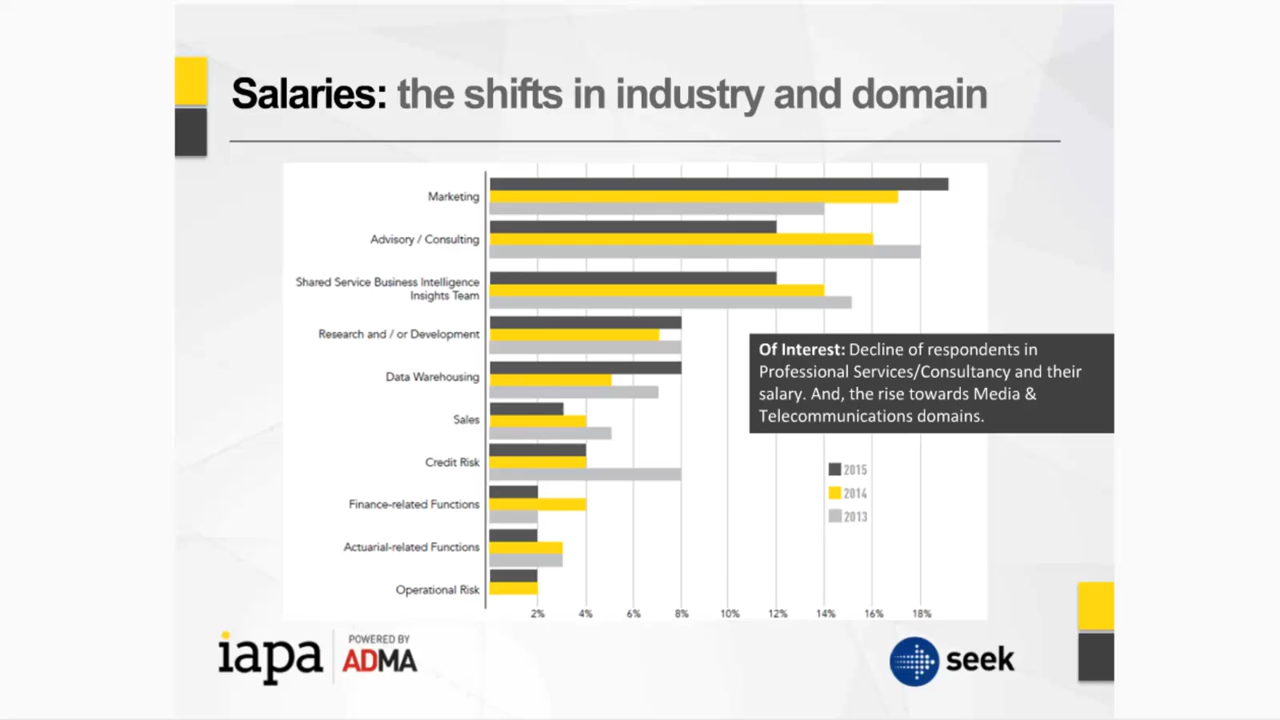 Salaries: the shifts in industry and domain
Marketing
Advisory / Consulting
Shared Service Business Intelligence
Insights Team
Research and / or Development
Data Warehousing
Sales
Credit Risk
Finance-related Functions
Actuarial-related Functions
Operational Risk
2% 4% 6% 8% 10% 12% 14% 16% 18%
Of Interest: Decline of respondents in
Professional Services/Consultancy and their
salary. And, the rise towards Media &
Telecommunications domains.
2015
2014
2013
iapa
POWERED BY
ADMA
seek